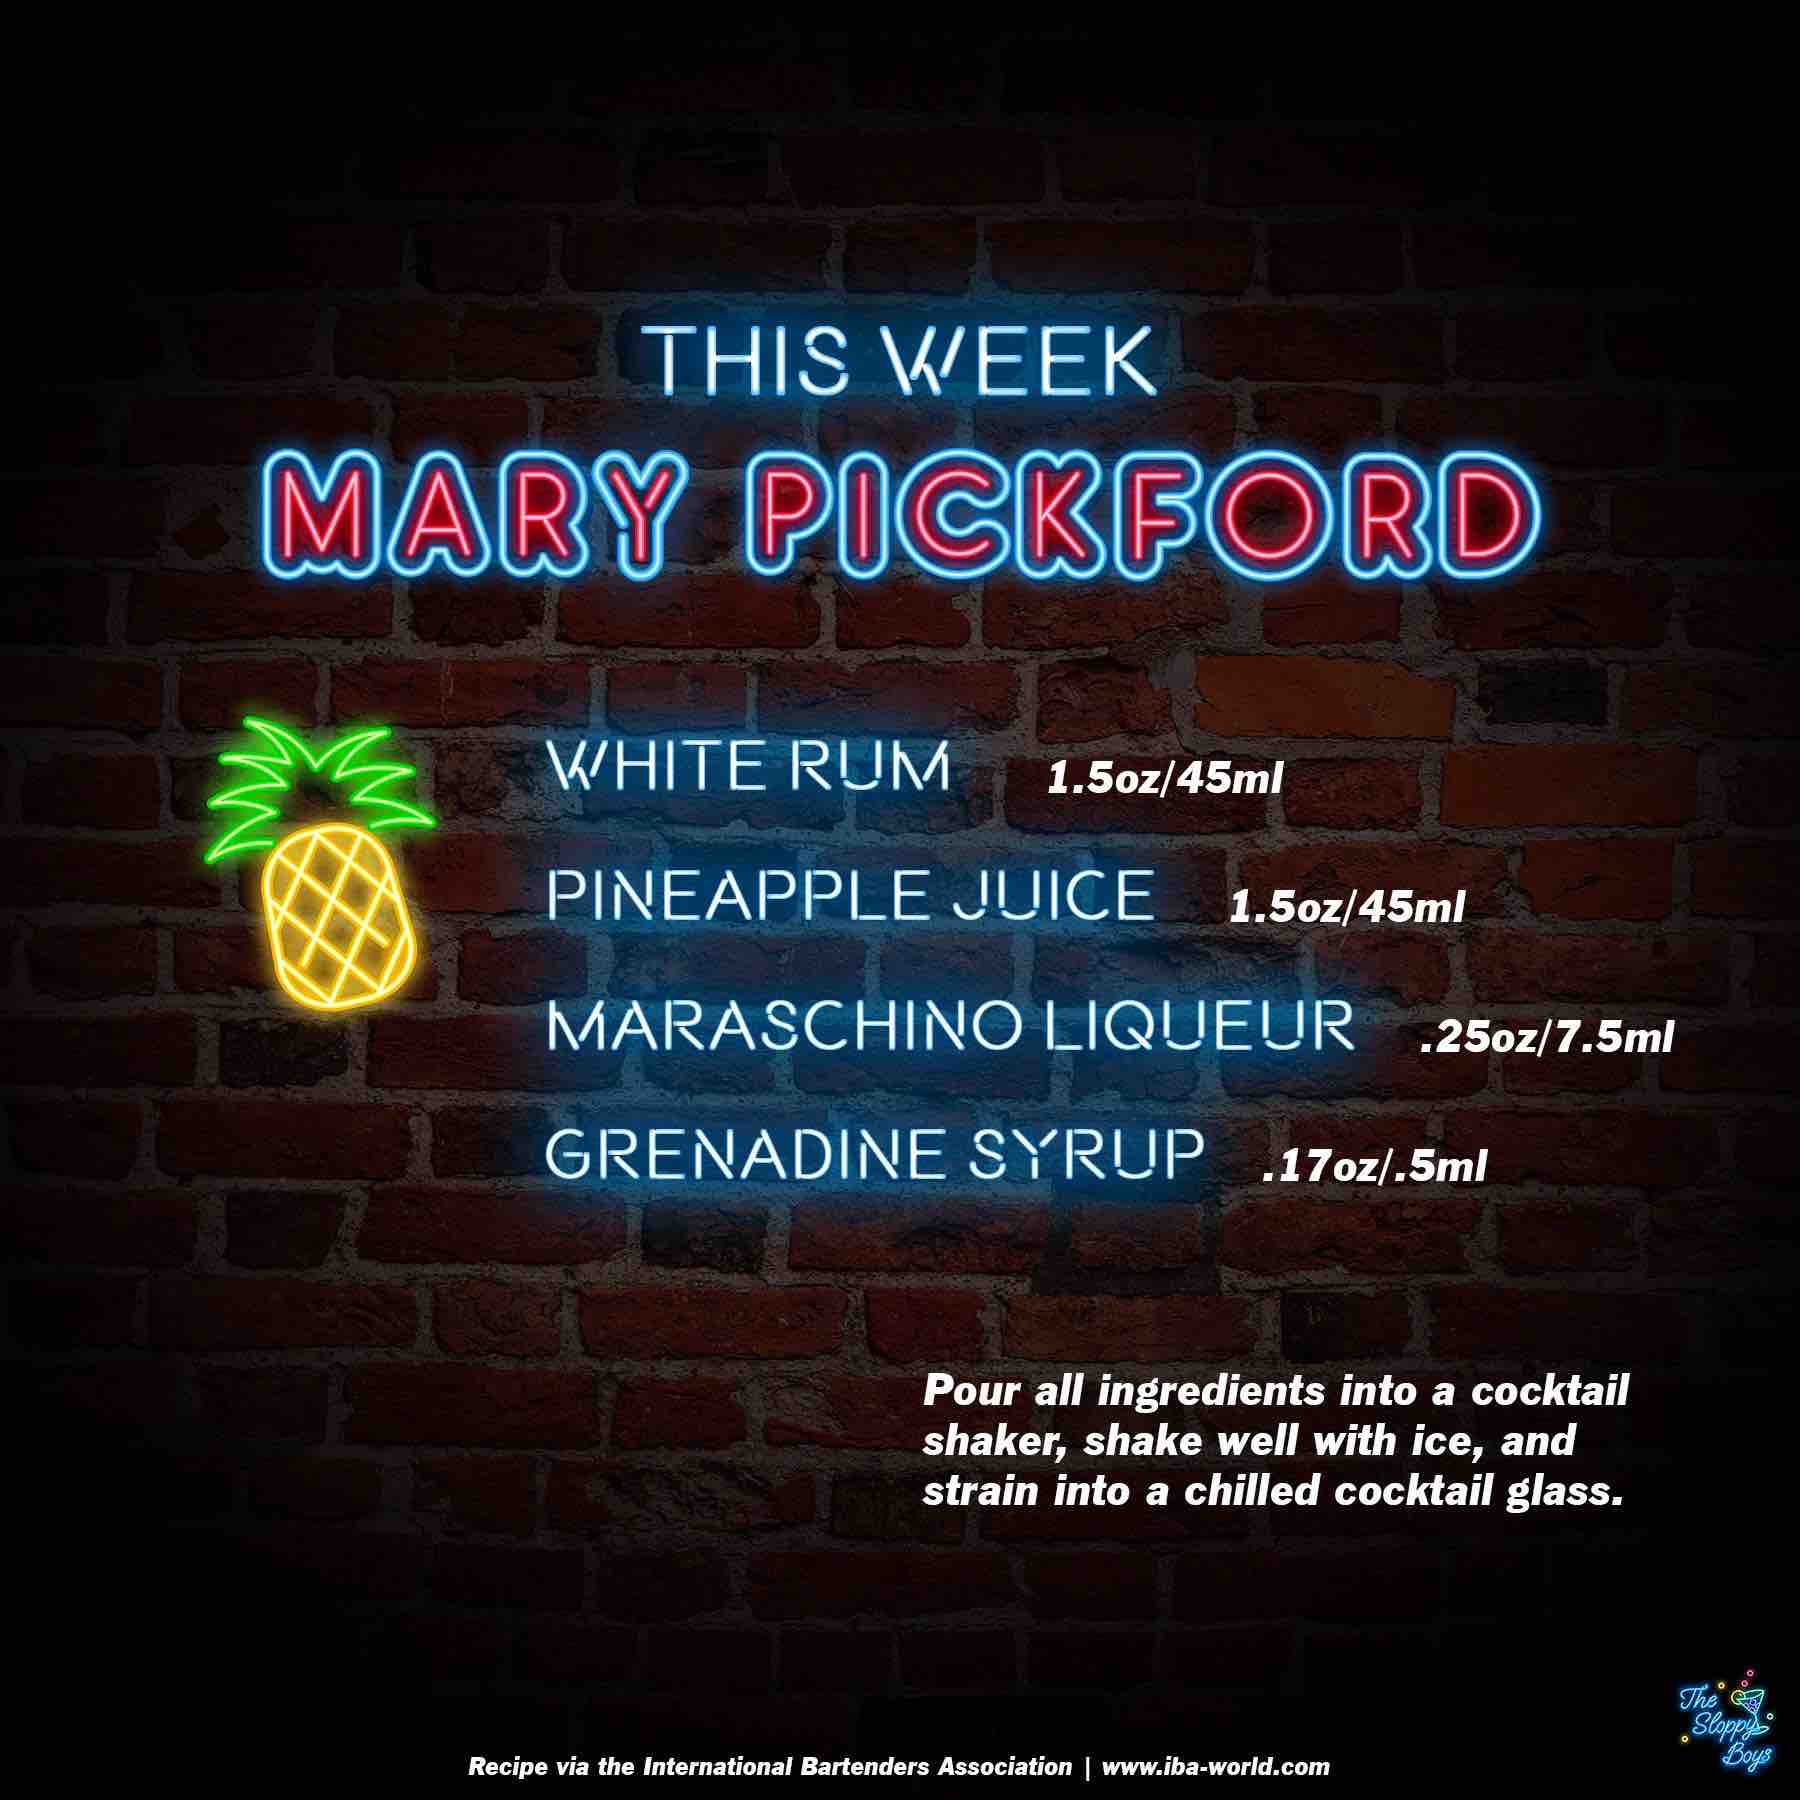 THIS WEEK
MARY PICKFORD
WHITE RUM 1.5oz/45ml
PINEAPPLE JUICE 1.5oz/45ml
MARASCHINO LIQUEUR .25oz/7.5ml
GRENADINE SYRUP .17oz/.5ml
Pour all ingredients into a cocktail
shaker, shake well with ice, and
strain into a chilled cocktail glass.
The
Sloppy
Boys
Recipe via the International Bartenders Association | www.iba-world.com